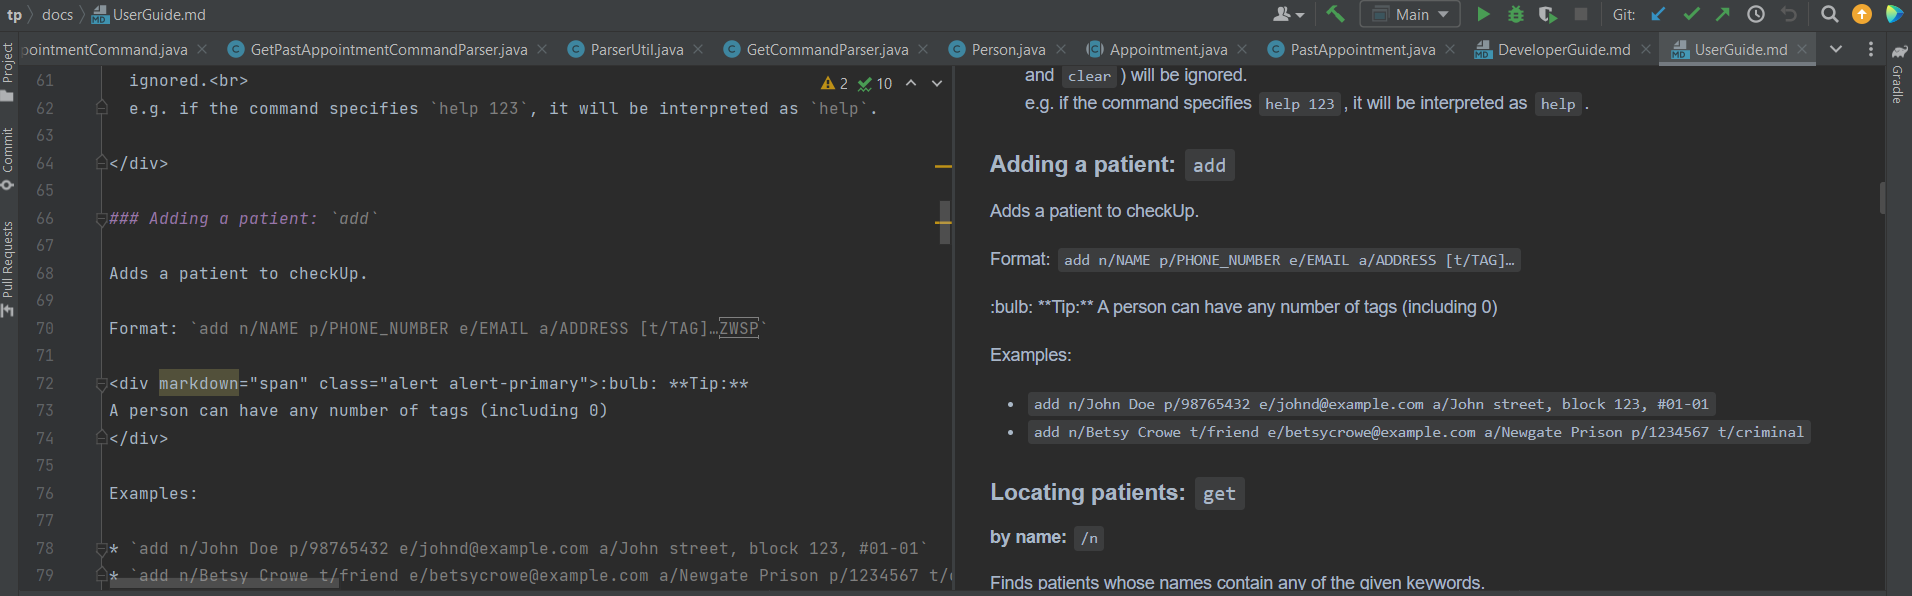 tp docs UserGuide.md Main Git:
ointmentCommand.java GetPastAppointmentCommandParser.java ParserUtil.java GetCommandParser.java Person.java Appointment.java PastAppointment.java DeveloperGuide.md UserGuide.md
Project
Commit
Pull Requests
Gradle
2 10
61 ignored.<br>
62 e.g. if the command specifies `help 123`, it will be interpreted as `help`.
63
64 </div>
65
66 ### Adding a patient: `add`
67
68 Adds a patient to checkUp.
69
70 Format: `add n/NAME p/PHONE_NUMBER e/EMAIL a/ADDRESS [t/TAG]…ZWSP`
71
72 <div markdown="span" class="alert alert-primary">:bulb: **Tip:**
73 A person can have any number of tags (including 0)
74 </div>
75
76 Examples:
77
78 * `add n/John Doe p/98765432 e/johnd@example.com a/John street, block 123, #01-01`
79 * `add n/Betsy Crowe t/friend e/betsycrowe@example.com a/Newgate Prison p/1234567 t/
and clear ) will be ignored.
e.g. if the command specifies help 123 , it will be interpreted as help .
Adding a patient: add
Adds a patient to checkUp.
Format: add n/NAME p/PHONE_NUMBER e/EMAIL a/ADDRESS [t/TAG]…
:bulb: **Tip:** A person can have any number of tags (including 0)
Examples:
• add n/John Doe p/98765432 e/johnd@example.com a/John street, block 123, #01-01
• add n/Betsy Crowe t/friend e/betsycrowe@example.com a/Newgate Prison p/1234567 t/criminal
Locating patients: get
by name: /n
Finds patients whose names contain any of the given keywords.